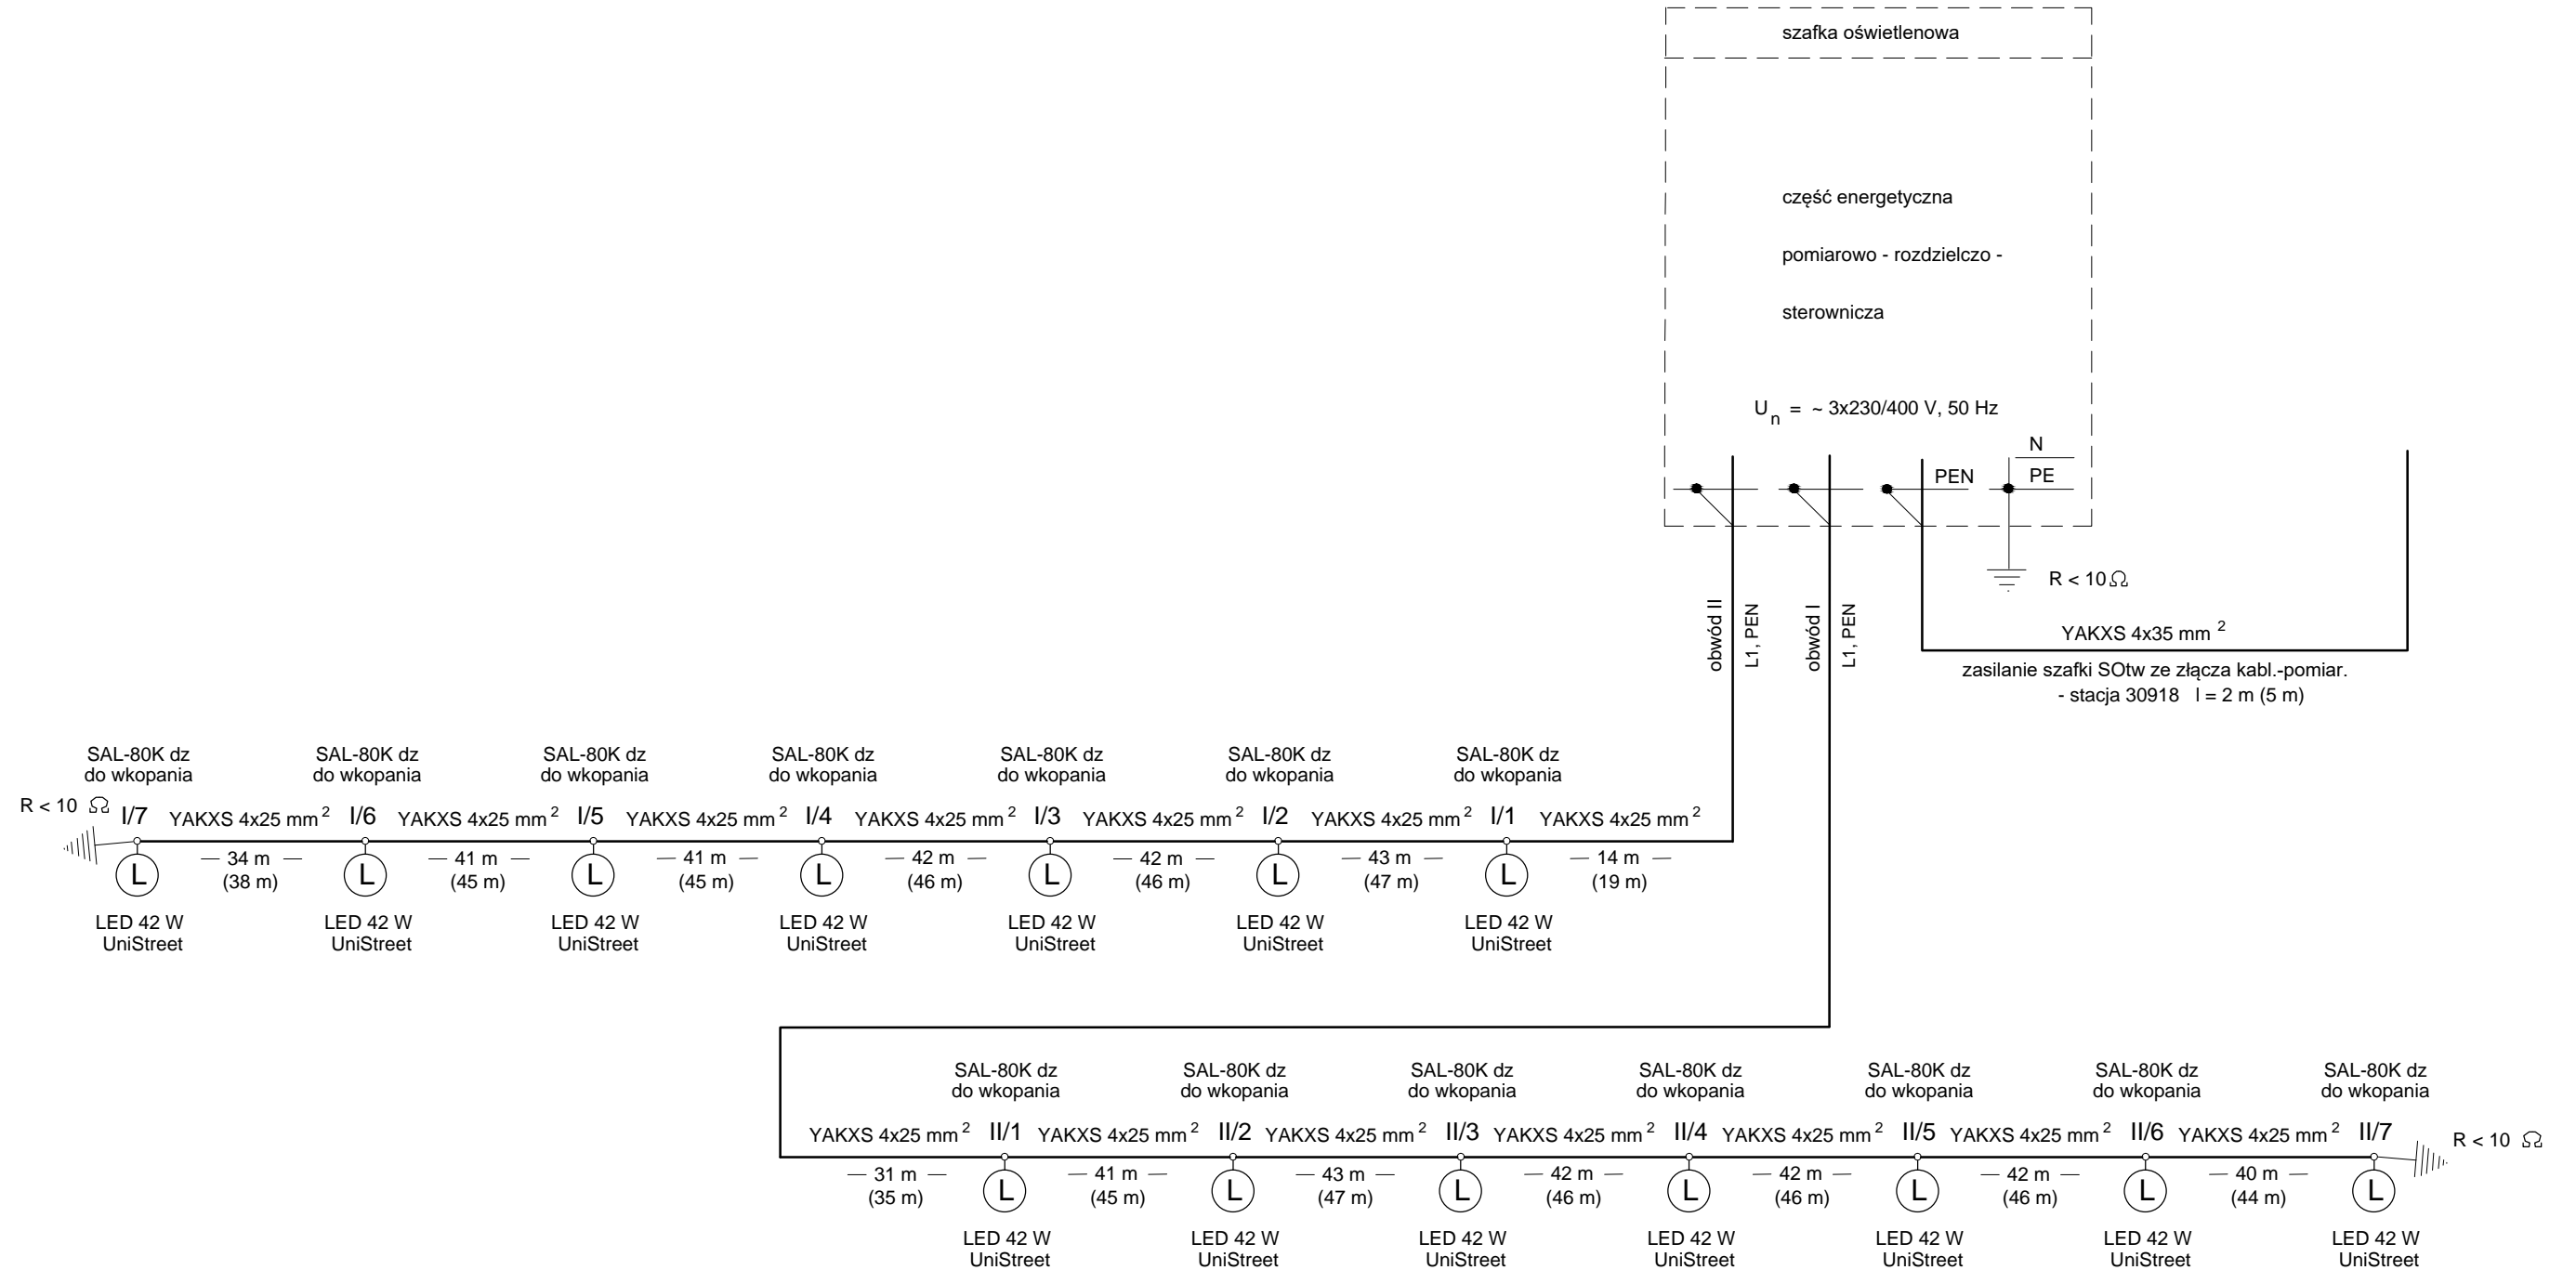 szafka oświetlenowa
część energetyczna
pomiarowo - rozdzielczo -
sterownicza
U n = ~ 3x230/400 V, 50 Hz
N
PEN
PE
R < 10 Ω
obwód II
L1, PEN
obwód I
L1, PEN
YAKXS 4x35 mm 2
zasilanie szafki SOtw ze złącza kabl.-pomiar.
- stacja 30918 l = 2 m (5 m)
SAL-80K dz SAL-80K dz SAL-80K dz SAL-80K dz SAL-80K dz SAL-80K dz SAL-80K dz
do wkopania do wkopania do wkopania do wkopania do wkopania do wkopania do wkopania
R < 10 Ω I/7 YAKXS 4x25 mm 2 I/6 YAKXS 4x25 mm 2 I/5 YAKXS 4x25 mm 2 I/4 YAKXS 4x25 mm 2 I/3 YAKXS 4x25 mm 2 I/2 YAKXS 4x25 mm 2 I/1 YAKXS 4x25 mm 2
34 m 41 m 41 m 42 m 42 m 43 m 14 m
L (38 m) L (45 m) L (45 m) L (46 m) L (46 m) L (47 m) L (19 m)
LED 42 W LED 42 W LED 42 W LED 42 W LED 42 W LED 42 W LED 42 W
UniStreet UniStreet UniStreet UniStreet UniStreet UniStreet UniStreet
SAL-80K dz SAL-80K dz SAL-80K dz SAL-80K dz SAL-80K dz SAL-80K dz SAL-80K dz
do wkopania do wkopania do wkopania do wkopania do wkopania do wkopania do wkopania
YAKXS 4x25 mm 2 II/1 YAKXS 4x25 mm 2 II/2 YAKXS 4x25 mm 2 II/3 YAKXS 4x25 mm 2 II/4 YAKXS 4x25 mm 2 II/5 YAKXS 4x25 mm 2 II/6 YAKXS 4x25 mm 2 II/7 R < 10 Ω
31 m 41 m 43 m 42 m 42 m 42 m 40 m
(35 m) L (45 m) L (47 m) L (46 m) L (46 m) L (46 m) L (44 m) L
LED 42 W LED 42 W LED 42 W LED 42 W LED 42 W LED 42 W LED 42 W
UniStreet UniStreet UniStreet UniStreet UniStreet UniStreet UniStreet